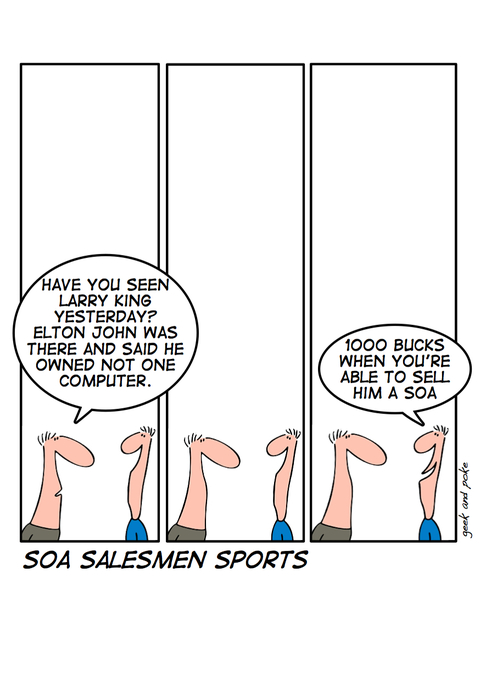 HAVE YOU SEEN
LARRY KING
YESTERDAY?
ELTON JOHN WAS
THERE AND SAID HE
OWNED NOT ONE
COMPUTER.
1000 BUCKS
WHEN YOU'RE
ABLE TO SELL
HIM A SOA
geek and poke
SOA SALESMEN SPORTS